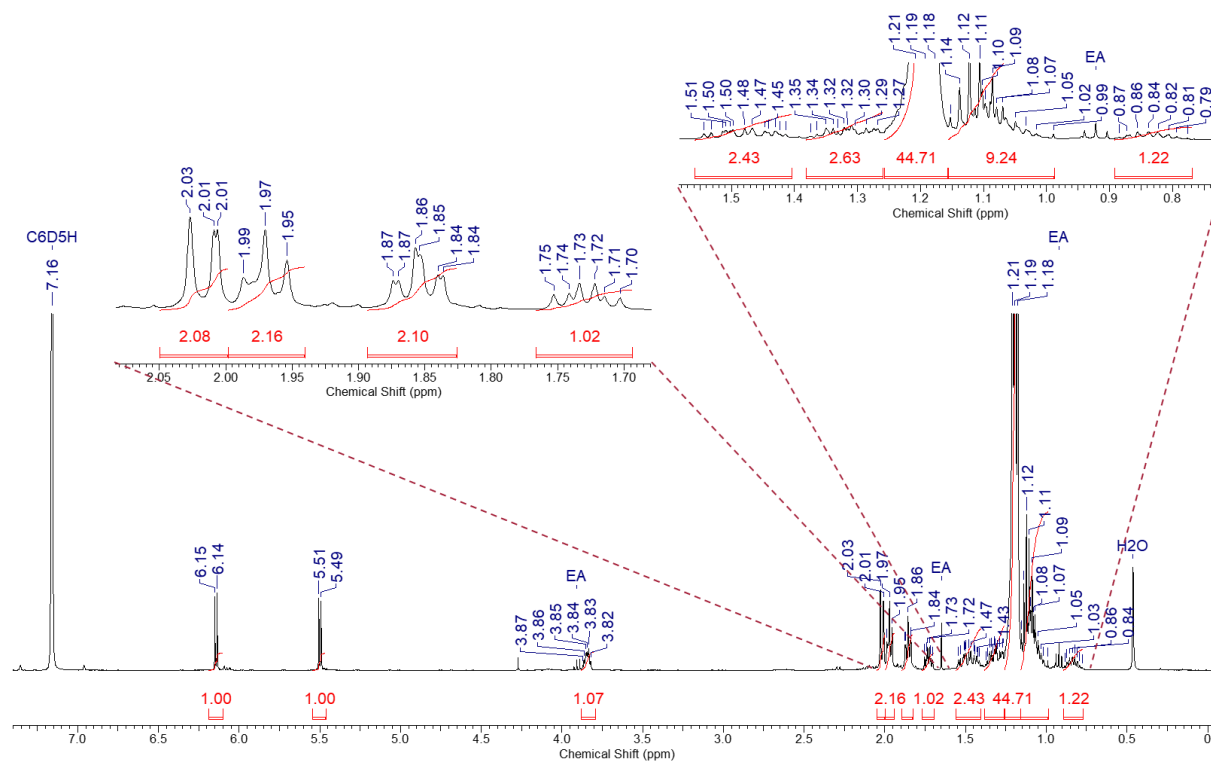 1.21 1.19 1.18 1.14 1.12 1.11 1.10 1.09 1.08 1.07 1.05 1.02 0.99 EA 0.87 0.86 0.84 0.82 0.81 0.79
1.51 1.50 1.50 1.48 1.47 1.45 1.35 1.34 1.32 1.32 1.30 1.29 1.27
2.43 2.63 44.71 9.24 1.22
1.5 1.4 1.3 1.2 1.1 1.0 0.9 0.8
Chemical Shift (ppm)
2.03 2.01 2.01 1.99 1.97 1.95 1.87 1.87 1.86 1.85 1.84 1.84 1.75 1.74 1.73 1.72 1.71 1.70
2.08 2.16 2.10 1.02
2.05 2.00 1.95 1.90 1.85 1.80 1.75 1.70
Chemical Shift (ppm)
C6D5H
7.16
EA
1.21 1.19 1.18
6.15 6.14
5.51 5.49
EA
3.87 3.86 3.85 3.84 3.83 3.82
2.03 2.01 1.97 1.95 1.86 1.84
EA
1.73 1.72 1.47 1.43
1.12 1.11 1.09 1.08 1.07 1.05 1.03 0.86 0.84
H2O
1.00 1.00 1.07 2.16 1.02 2.43 44.71 1.22
7.0 6.5 6.0 5.5 5.0 4.5 4.0 3.5 3.0 2.5 2.0 1.5 1.0 0.5
Chemical Shift (ppm)